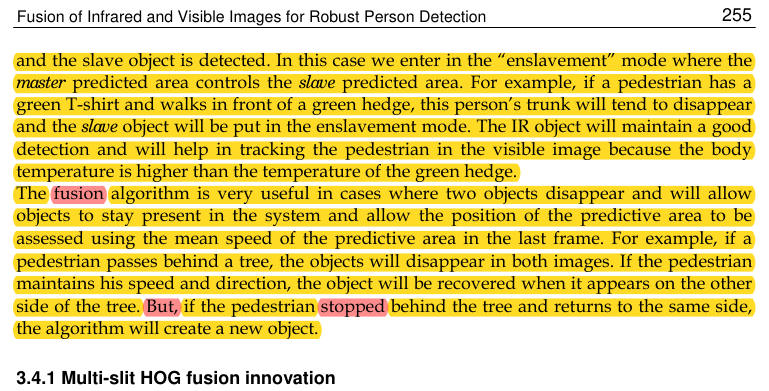 Fusion of Infrared and Visible Images for Robust Person Detection 255
and the slave object is detected. In this case we enter in the “enslavement” mode where the
master predicted area controls the slave predicted area. For example, if a pedestrian has a
green T-shirt and walks in front of a green hedge, this person’s trunk will tend to disappear
and the slave object will be put in the enslavement mode. The IR object will maintain a good
detection and will help in tracking the pedestrian in the visible image because the body
temperature is higher than the temperature of the green hedge.
The fusion algorithm is very useful in cases where two objects disappear and will allow
objects to stay present in the system and allow the position of the predictive area to be
assessed using the mean speed of the predictive area in the last frame. For example, if a
pedestrian passes behind a tree, the objects will disappear in both images. If the pedestrian
maintains his speed and direction, the object will be recovered when it appears on the other
side of the tree. But, if the pedestrian stopped behind the tree and returns to the same side,
the algorithm will create a new object.
3.4.1 Multi-slit HOG fusion innovation